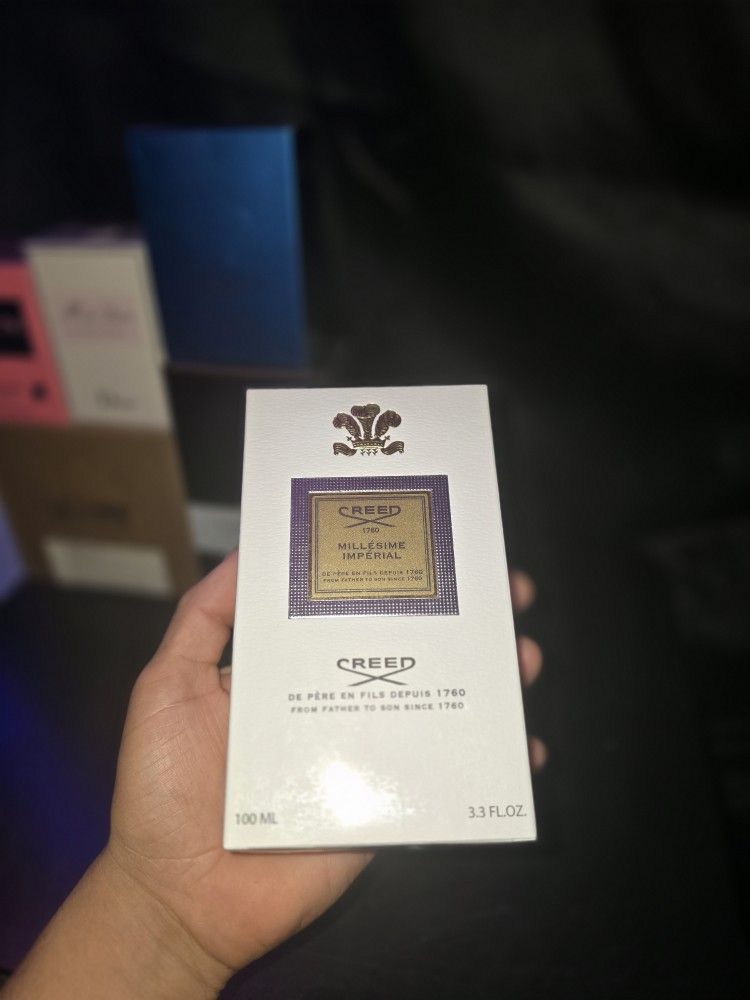 CREED
1760
MILLÉSIME
IMPÉRIAL
DE PÈRE EN FILS DEPUIS 1760
FROM FATHER TO SON SINCE 1760
CREED
DE PÈRE EN FILS DEPUIS 1760
FROM FATHER TO SON SINCE 1760
100 ML
3.3 FL.OZ.